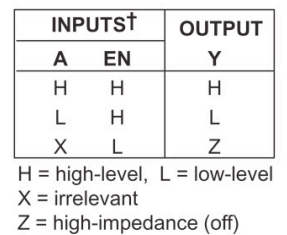 INPUTS† OUTPUT
A EN Y
H H H
L H L
X L Z
H = high-level, L = low-level
X = irrelevant
Z = high-impedance (off)